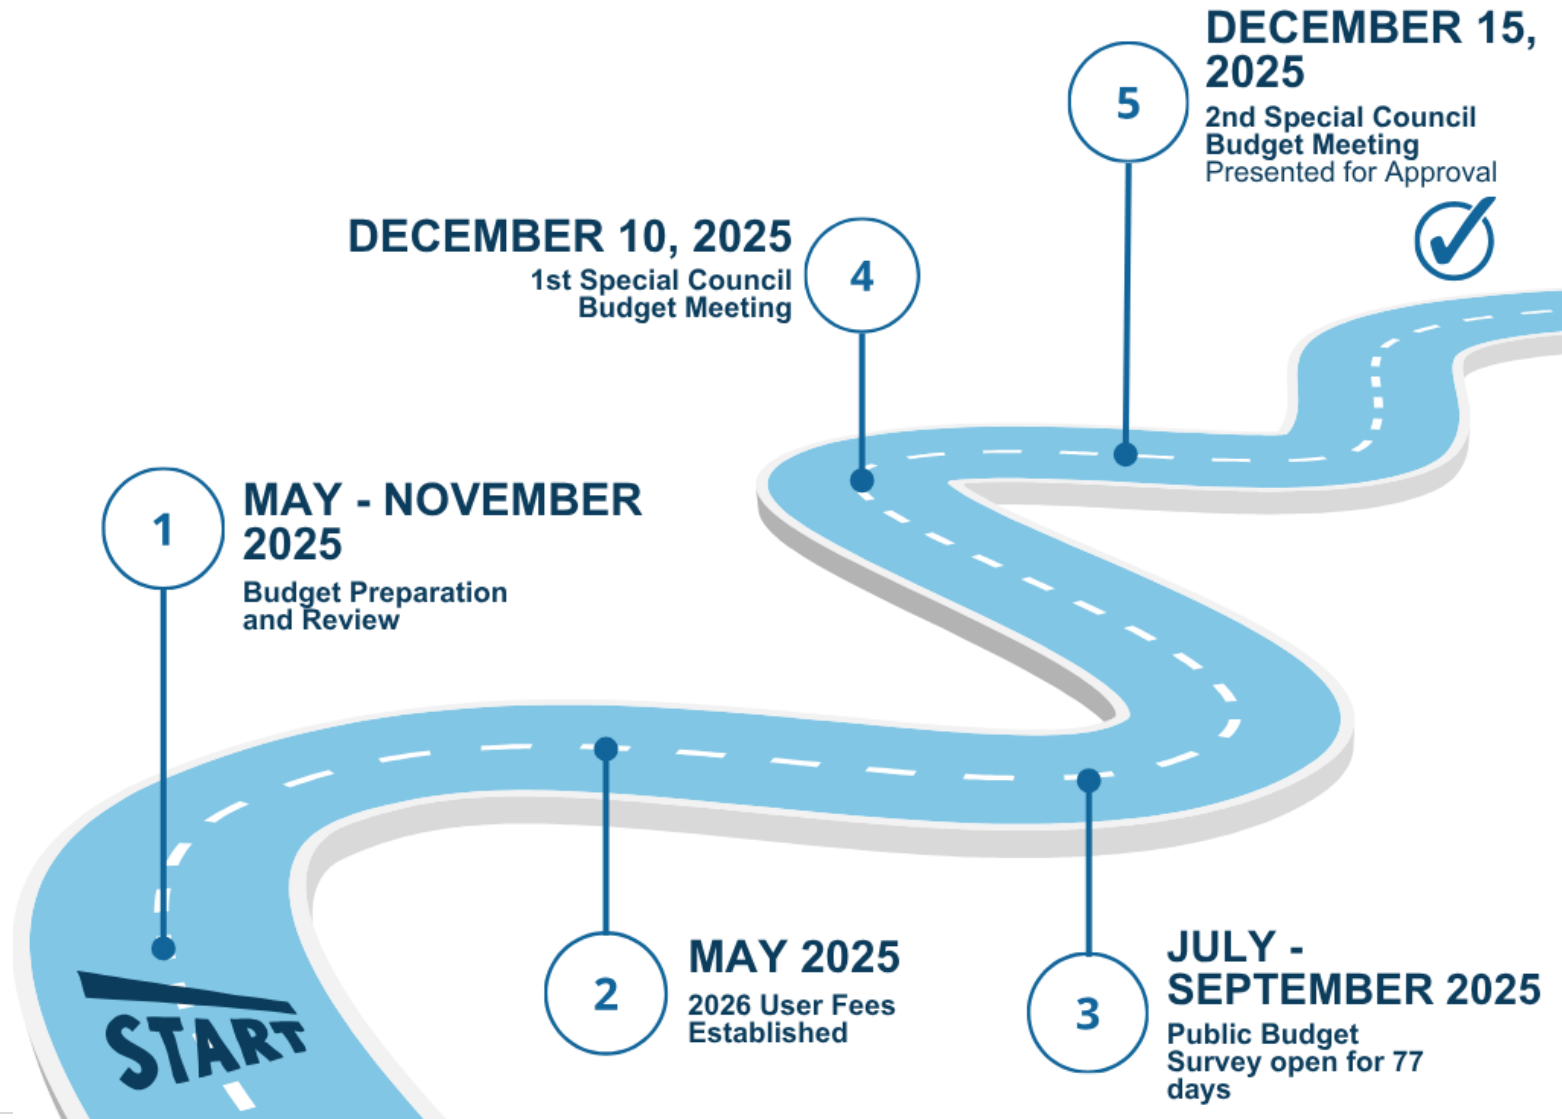 START
1
MAY - NOVEMBER
2025
Budget Preparation
and Review
2
MAY 2025
2026 User Fees
Established
3
JULY -
SEPTEMBER 2025
Public Budget
Survey open for 77
days
4
DECEMBER 10, 2025
1st Special Council
Budget Meeting
5
DECEMBER 15,
2025
2nd Special Council
Budget Meeting
Presented for Approval